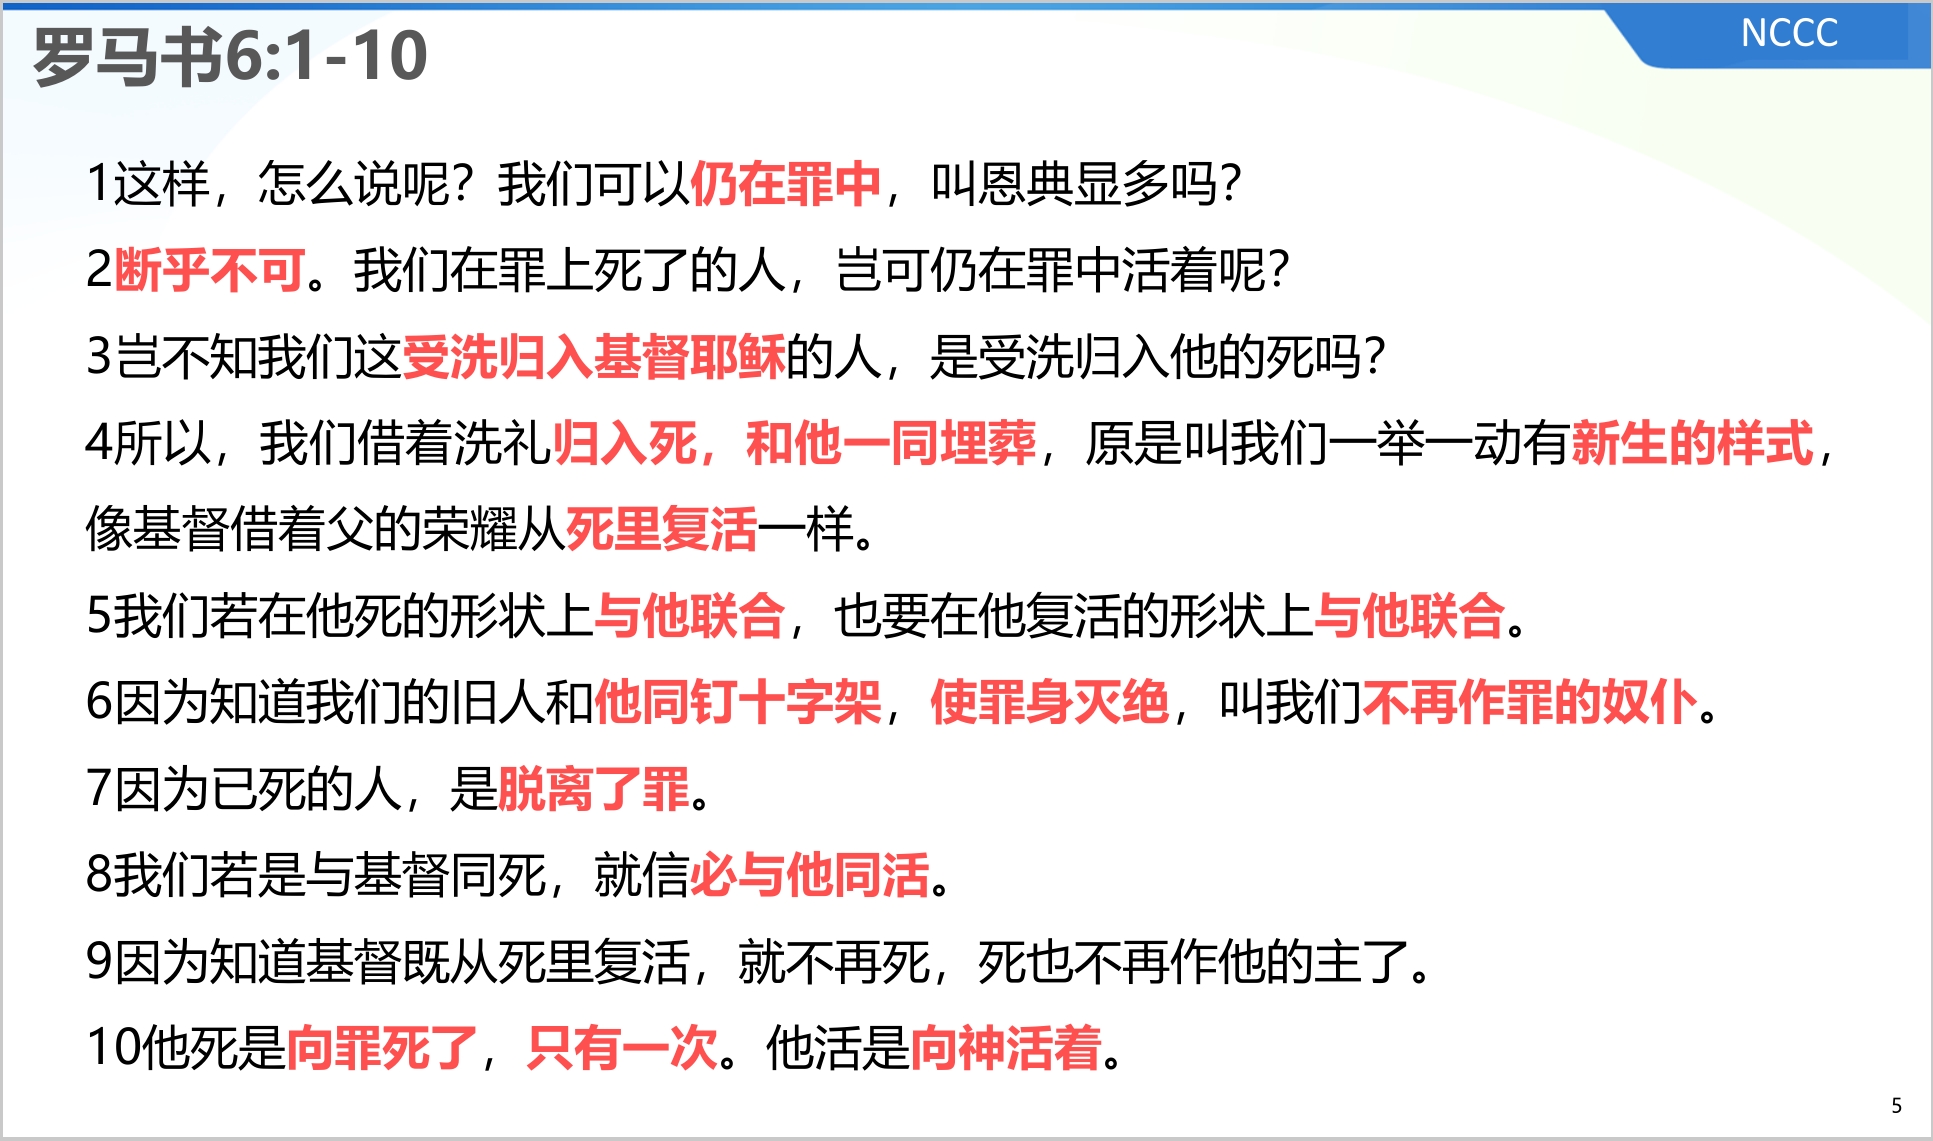 罗马书6:1-10
NCCC
1这样，怎么说呢？我们可以仍在罪中，叫恩典显多吗？
2断乎不可。我们在罪上死了的人，岂可仍在罪中活着呢？
3岂不知我们这受洗归入基督耶稣的人，是受洗归入他的死吗？
4所以，我们借着洗礼归入死，和他一同埋葬，原是叫我们一举一动有新生的样式，
像基督借着父的荣耀从死里复活一样。
5我们若在他死的形状上与他联合，也要在他复活的形状上与他联合。
6因为知道我们的旧人和他同钉十字架，使罪身灭绝，叫我们不再作罪的奴仆。
7因为已死的人，是脱离了罪。
8我们若是与基督同死，就信必与他同活。
9因为知道基督既从死里复活，就不再死，死也不再作他的主了。
10他死是向罪死了，只有一次。他活是向神活着。
5